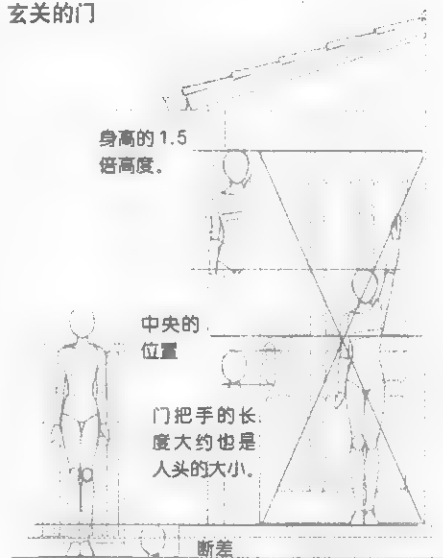 玄关的门
身高的1.5
倍高度。
中央的
位置
门把手的长
度大约也是
人头的大小。
断差